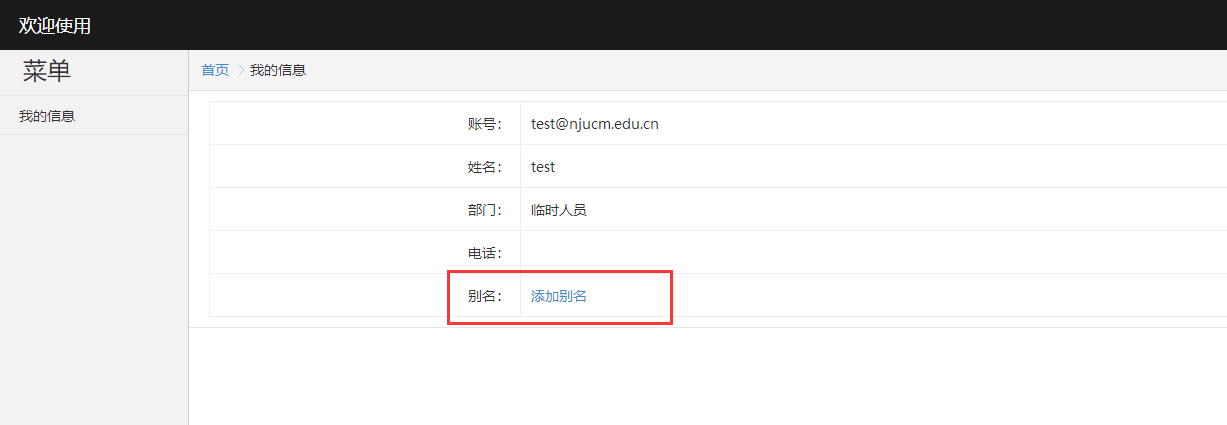 欢迎使用
菜单
首页 > 我的信息
我的信息
账号： test@njucm.edu.cn
姓名： test
部门： 临时人员
电话：
别名： 添加别名